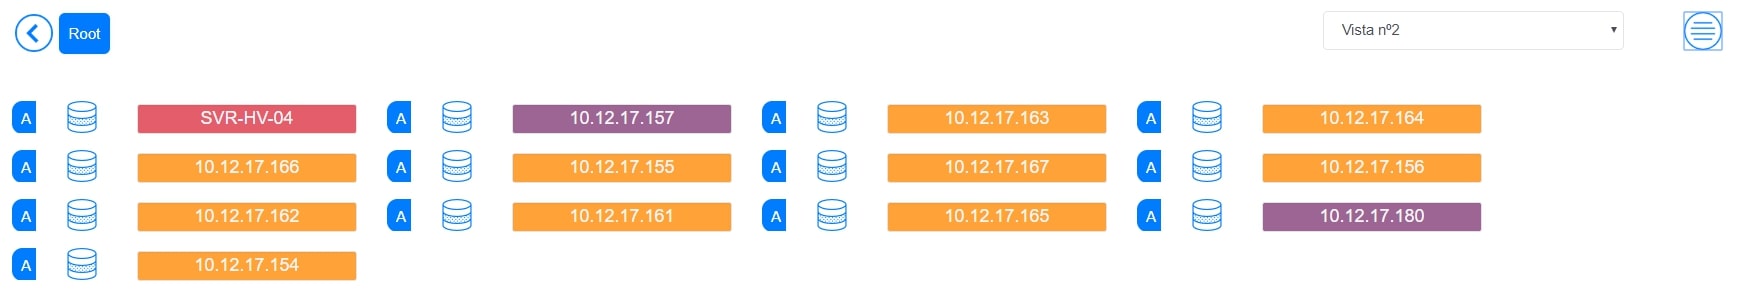 Root Vista nº2
A SVR-HV-04 A 10.12.17.157 A 10.12.17.163 A 10.12.17.164
A 10.12.17.166 A 10.12.17.155 A 10.12.17.167 A 10.12.17.156
A 10.12.17.162 A 10.12.17.161 A 10.12.17.165 A 10.12.17.180
A 10.12.17.154